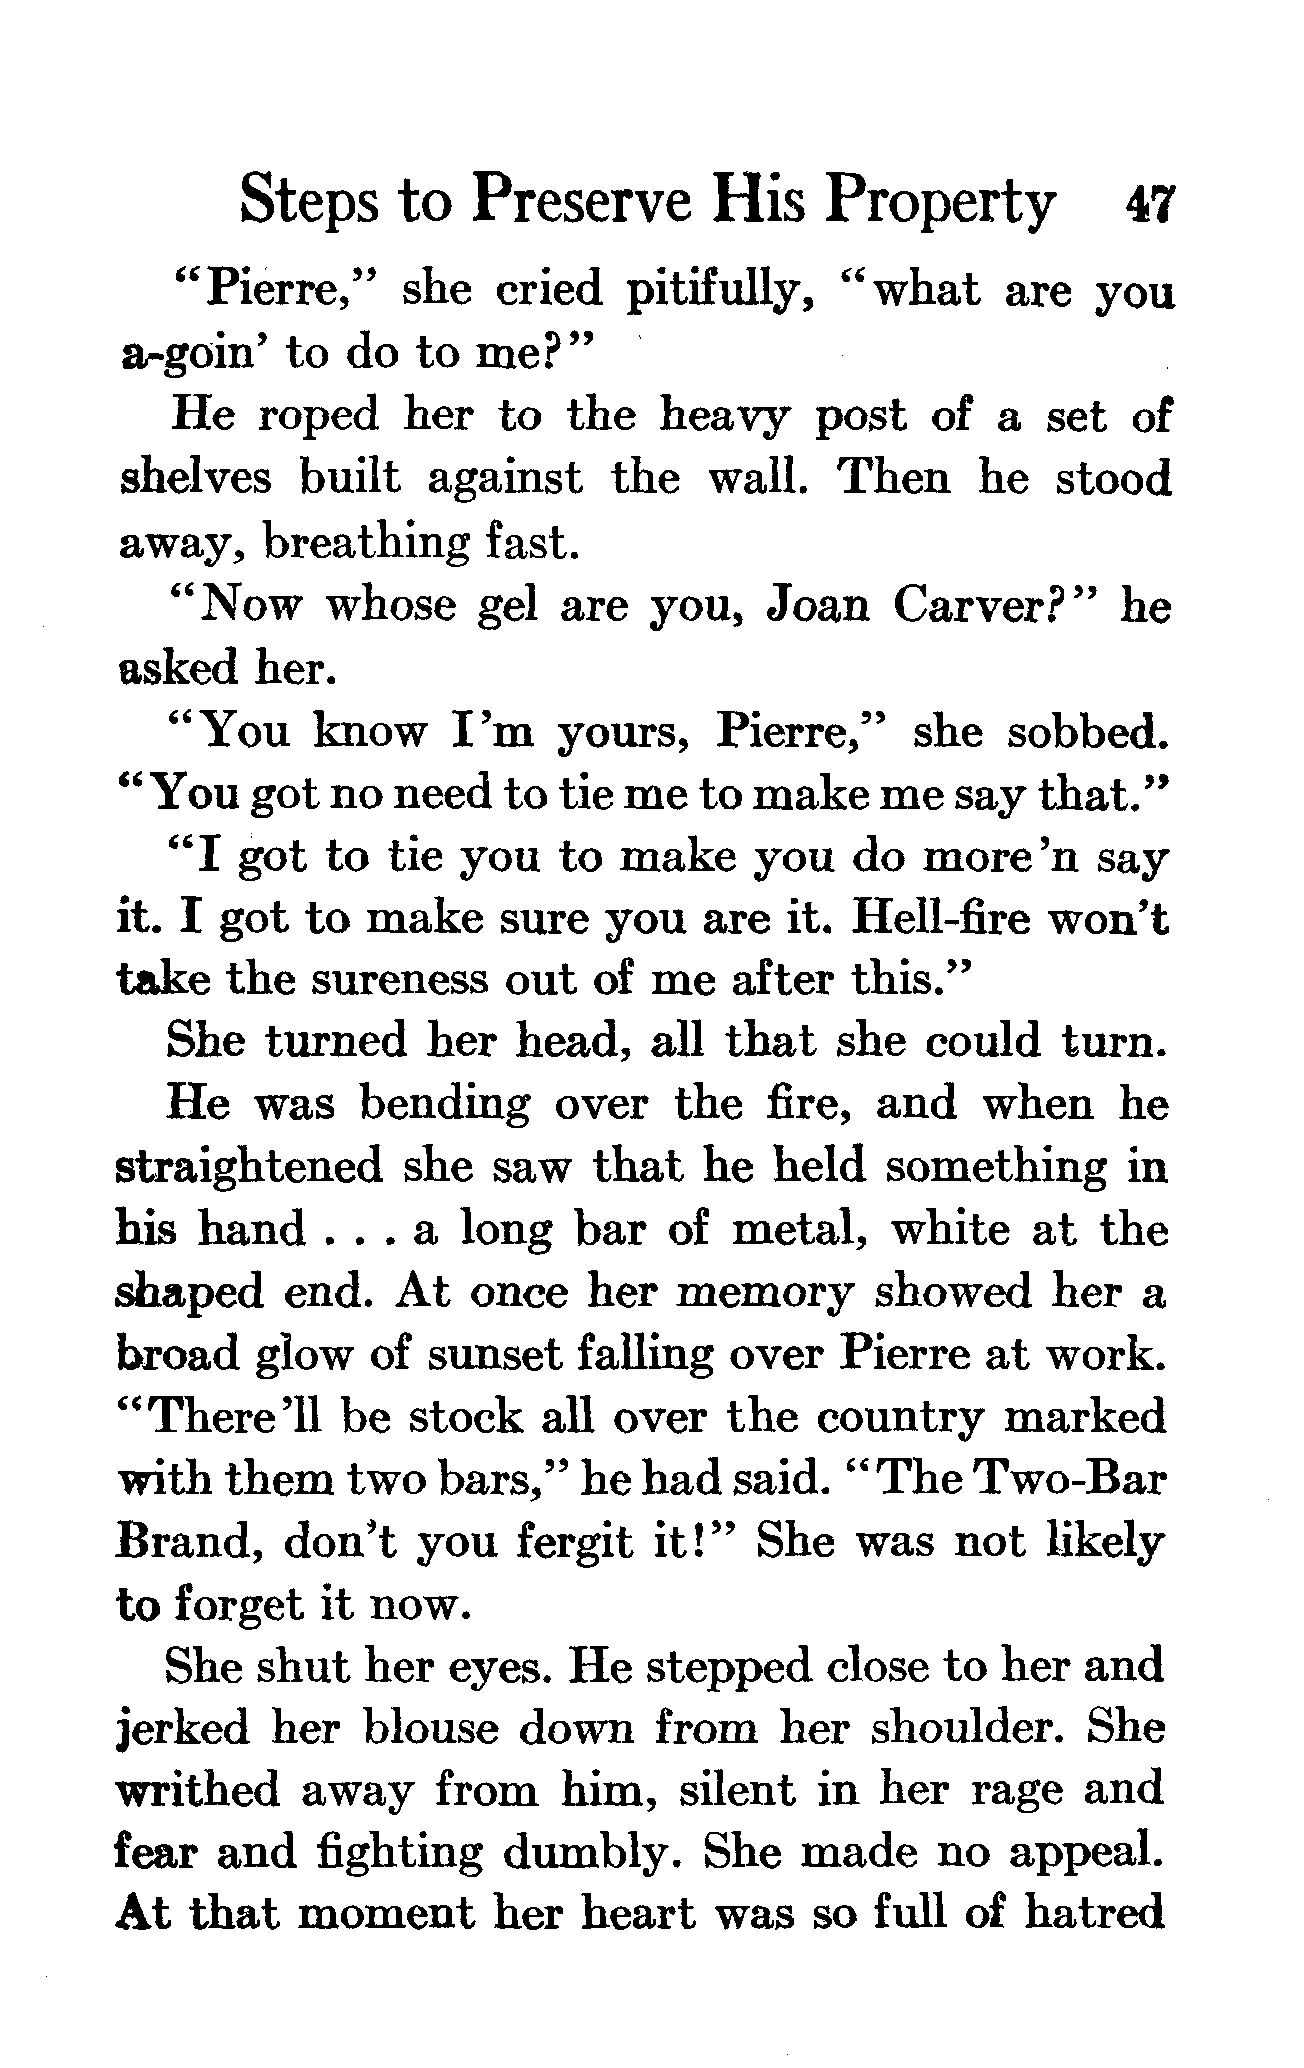 Steps to Preserve His Property 47
"Pierre," she cried pitifully, "what are you
a-goin' to do to me?"
He roped her to the heavy post of a set of
shelves built against the wall. Then he stood
away, breathing fast.
"Now whose gel are you, Joan Carver?" he
asked her.
"You know I'm yours, Pierre," she sobbed.
"You got no need to tie me to make me say that."
"I got to tie you to make you do more'n say
it. I got to make sure you are it. Hell-fire won't
take the sureness out of me after this."
She turned her head, all that she could turn.
He was bending over the fire, and when he
straightened she saw that he held something in
his hand . . . a long bar of metal, white at the
shaped end. At once her memory showed her a
broad glow of sunset falling over Pierre at work.
"There'll be stock all over the country marked
with them two bars," he had said. "The Two-Bar
Brand, don't you fergit it!" She was not likely
to forget it now.
She shut her eyes. He stepped close to her and
jerked her blouse down from her shoulder. She
writhed away from him, silent in her rage and
fear and fighting dumbly. She made no appeal.
At that moment her heart was so full of hatred